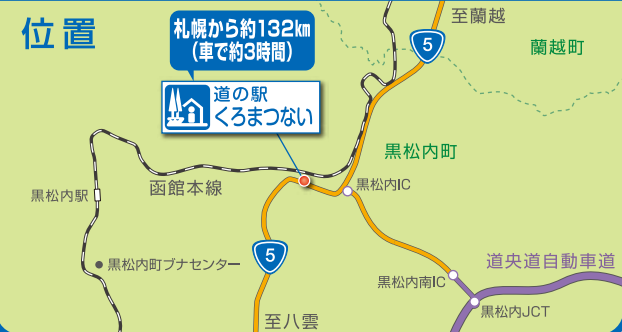 位置
札幌から約132km
（車で約3時間）
道の駅
くろまつない
至蘭越
5
蘭越町
黒松内町
黒松内IC
函館本線
黒松内駅
黒松内町ブナセンター
5
至八雲
黒松内南IC
道央道自動車道
黒松内JCT